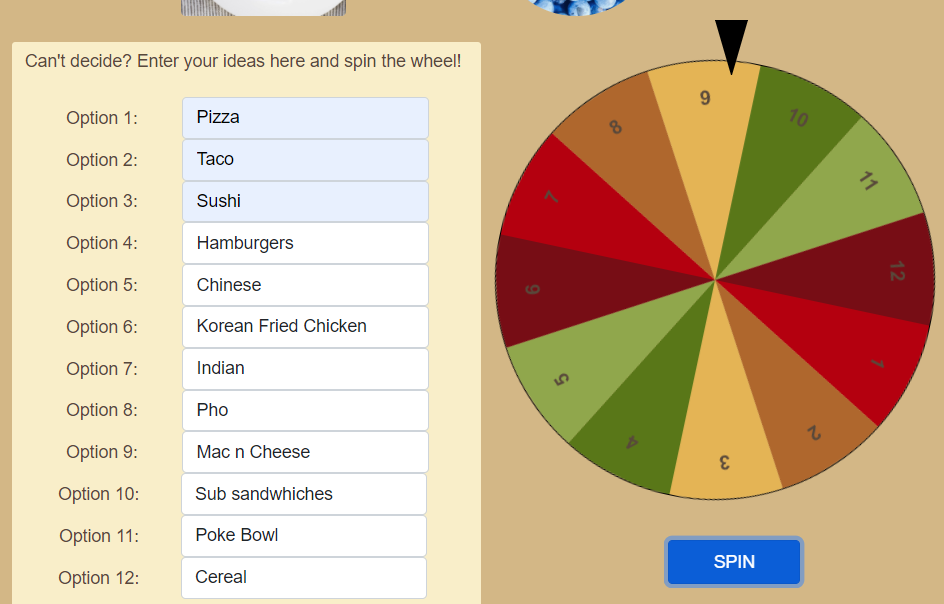 Can't decide? Enter your ideas here and spin the wheel!
Option 1: Pizza
Option 2: Taco
Option 3: Sushi
Option 4: Hamburgers
Option 5: Chinese
Option 6: Korean Fried Chicken
Option 7: Indian
Option 8: Pho
Option 9: Mac n Cheese
Option 10: Sub sandwhiches
Option 11: Poke Bowl
Option 12: Cereal
9
10
11
12
1
2
3
4
5
6
7
8
SPIN